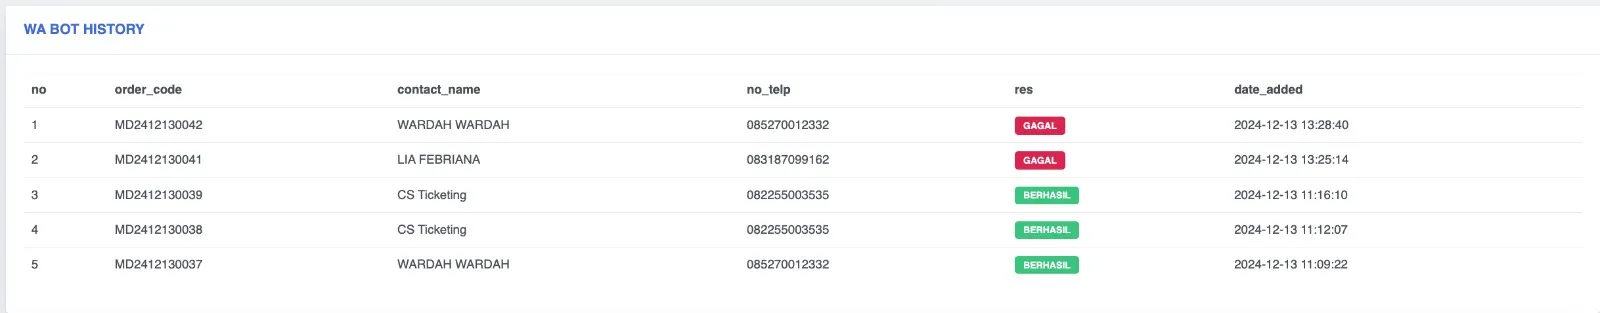 WA BOT HISTORY
no order_code contact_name no_telp res date_added
1 MD2412130042 WARDAH WARDAH 085270012332 GAGAL 2024-12-13 13:28:40
2 MD2412130041 LIA FEBRIANA 083187099162 GAGAL 2024-12-13 13:25:14
3 MD2412130039 CS Ticketing 082255003535 BERHASIL 2024-12-13 11:16:10
4 MD2412130038 CS Ticketing 082255003535 BERHASIL 2024-12-13 11:12:07
5 MD2412130037 WARDAH WARDAH 085270012332 BERHASIL 2024-12-13 11:09:22